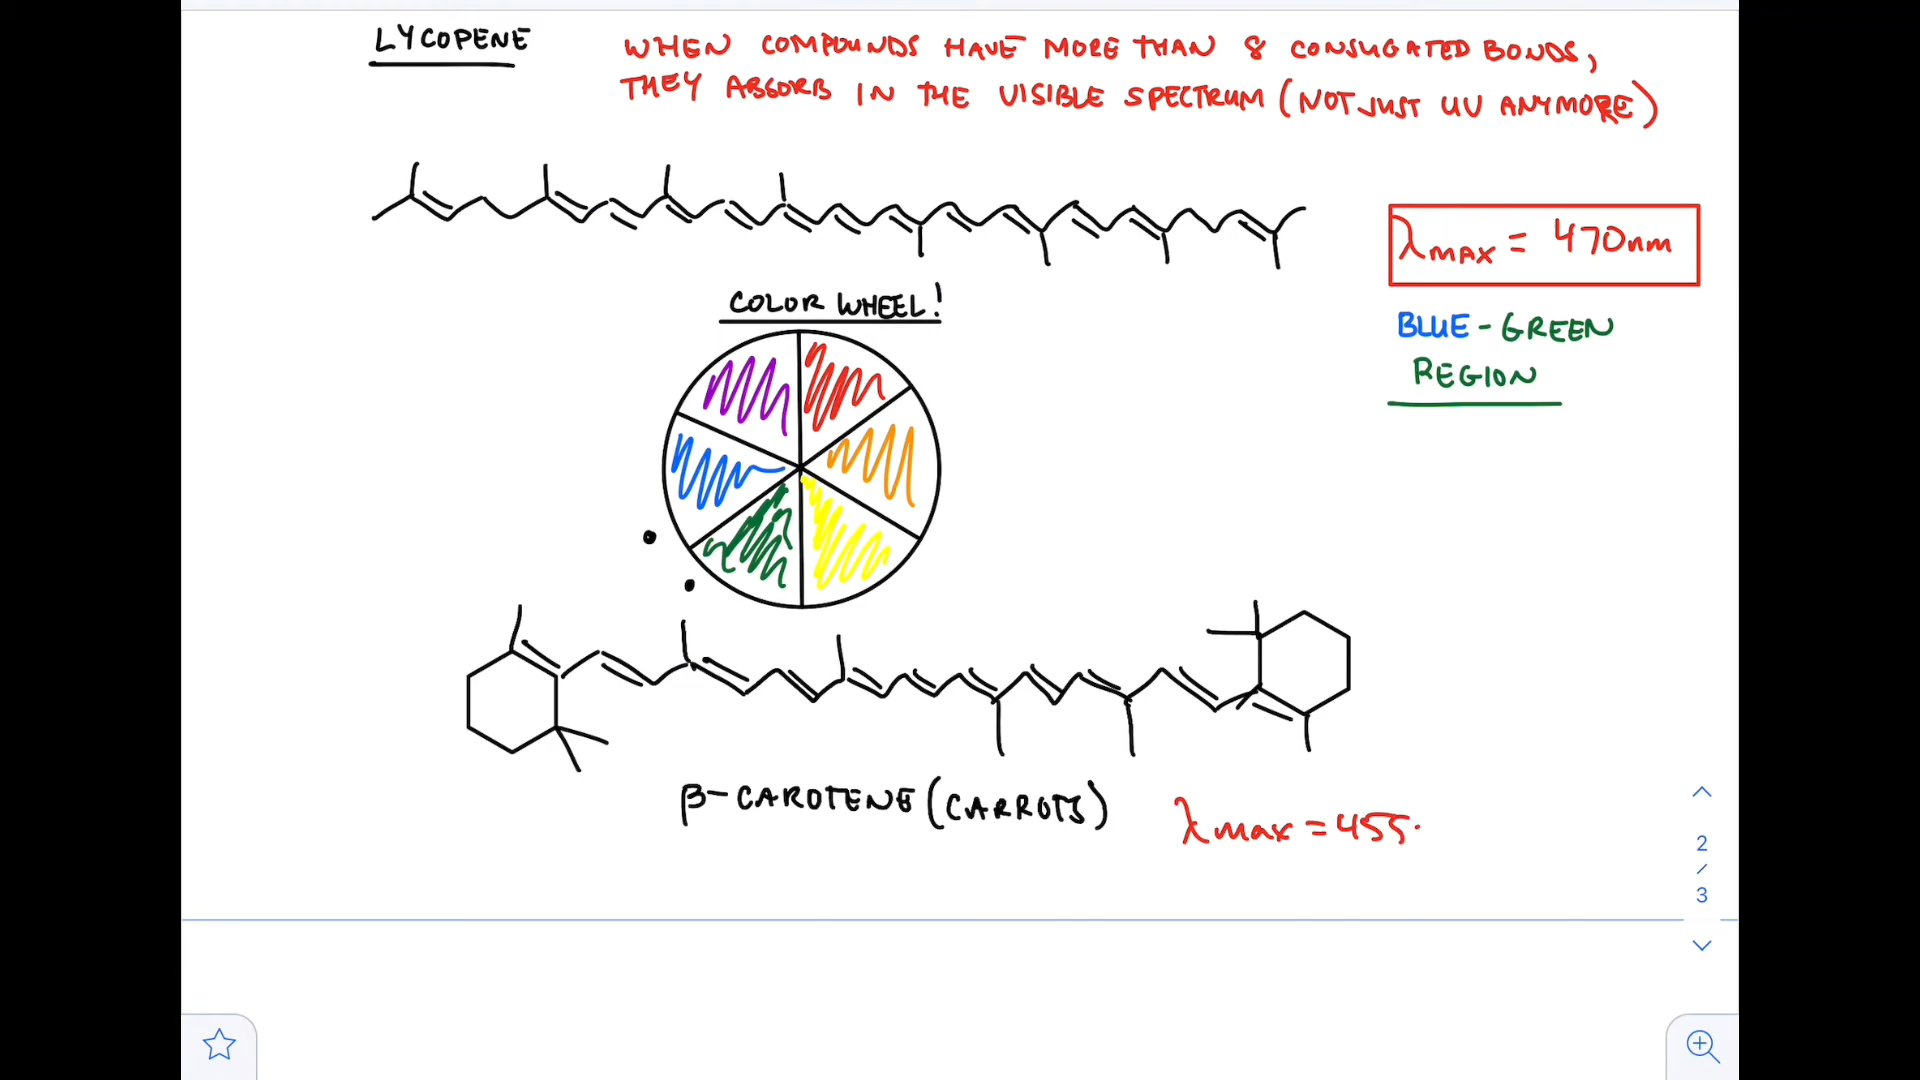 LYCOPENE
WHEN COMPOUNDS HAVE MORE THAN 8 CONJUGATED BONDS,
THEY ABSORB IN THE VISIBLE SPECTRUM (NOT JUST UV ANYMORE)
λMAX = 470nm
COLOR WHEEL!
BLUE-GREEN
REGION
β-CAROTENE (CARROTS)
λmax = 455.
2
/
3